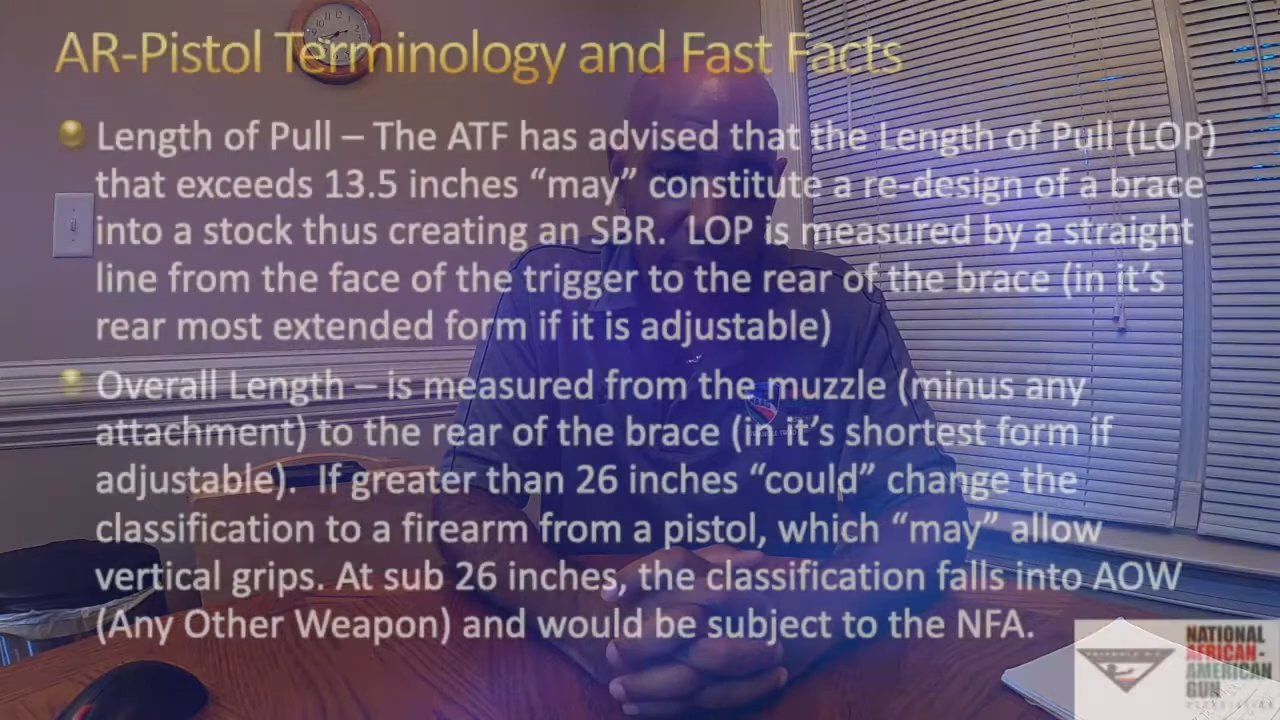 AR-Pistol Terminology and Fast Facts
Length of Pull – The ATF has advised that the Length of Pull (LOP)
that exceeds 13.5 inches “may” constitute a re-design of a brace
into a stock thus creating an SBR. LOP is measured by a straight
line from the face of the trigger to the rear of the brace (in it’s
rear most extended form if it is adjustable)
Overall Length – is measured from the muzzle (minus any
attachment) to the rear of the brace (in it’s shortest form if
adjustable). If greater than 26 inches “could” change the
classification to a firearm from a pistol, which “may” allow
vertical grips. At sub 26 inches, the classification falls into AOW
(Any Other Weapon) and would be subject to the NFA.
NATIONAL
AFRICAN-
AMERICAN
GUN